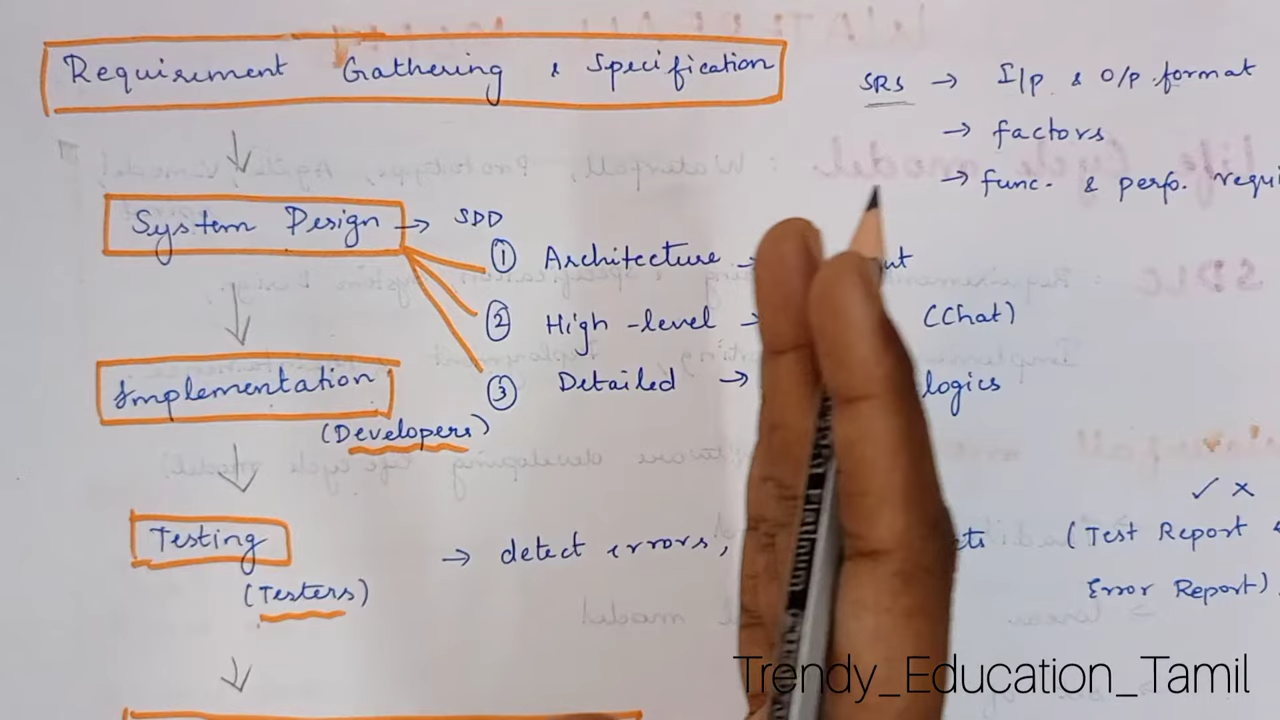 Requirement Gathering & Specification
SRS → I/p & O/p format
→ factors
→ func. & perfo.
System Design → SDD
① Architecture →
② High-level → (Chat)
③ Detailed → logics
Implementation
(Developers)
✓ ✗
Testing → detect errors, (Test Report &
Error Report)
(Testers)
Trendy_Education_Tamil